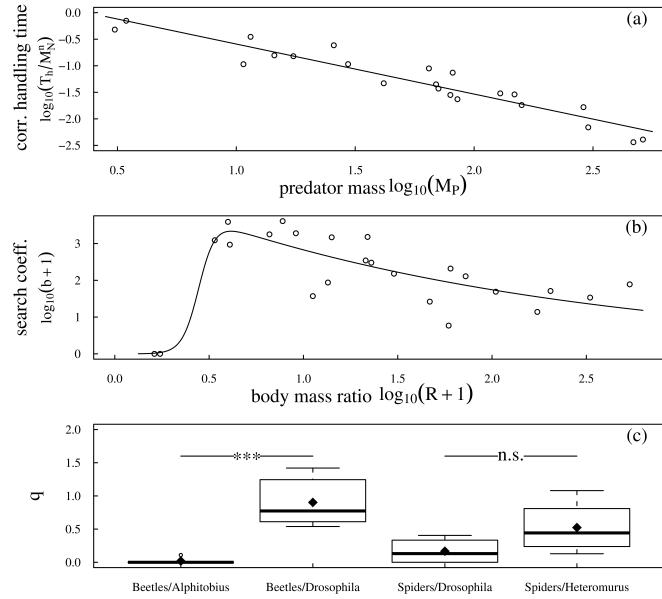 (a)
corr. handling time
log10(Th/MnN)
0.0
−0.5
−1.0
−1.5
−2.0
−2.5
0.5 1.0 1.5 2.0 2.5
predator mass log10(MP)
(b)
search coeff.
log10(b + 1)
3
2
1
0
0.0 0.5 1.0 1.5 2.0 2.5
body mass ratio log10(R + 1)
(c)
q
2.0
1.5
1.0
0.5
0.0
*** n.s.
Beetles/Alphitobius Beetles/Drosophila Spiders/Drosophila Spiders/Heteromurus